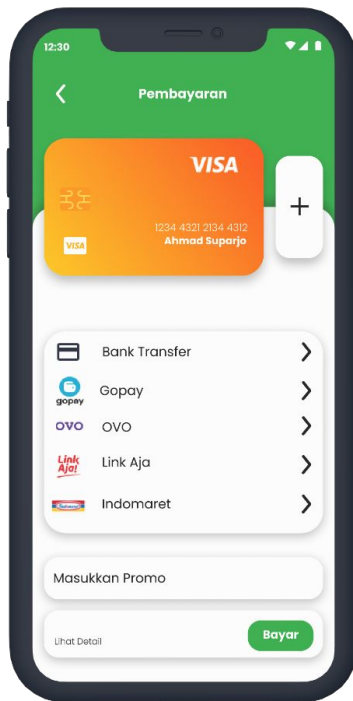 12:30
Pembayaran
VISA
1234 4321 2134 4312
Ahmad Suparjo
VISA
+
Bank Transfer
gopay
Gopay
OVO
OVO
Link Aja!
Link Aja
Indomaret
Indomaret
Masukkan Promo
Lihat Detail
Bayar